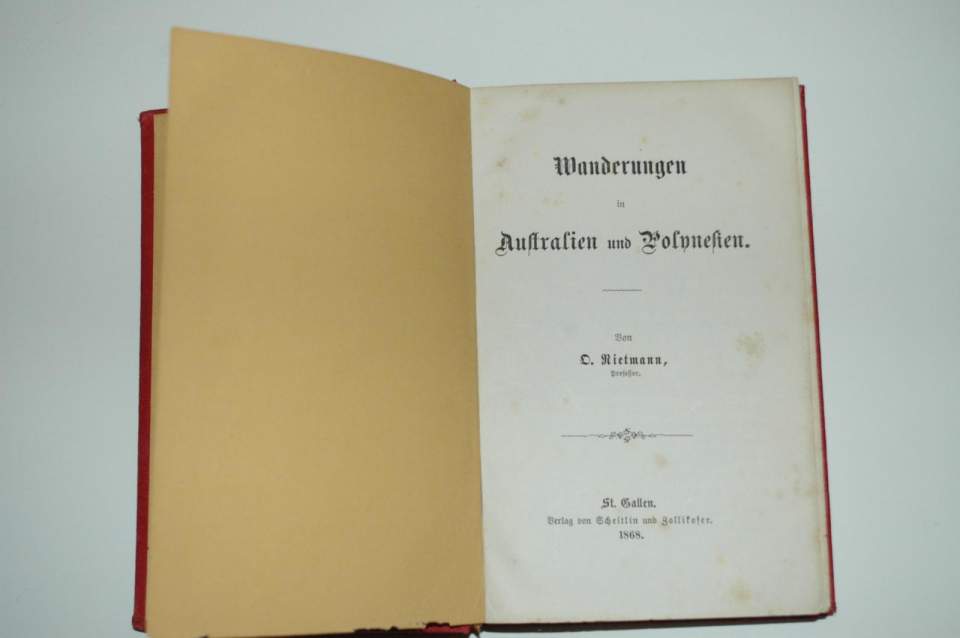 Wanderungen
in
Australien und Polynesien.
Von
O. Rietmann,
Professor.
St. Gallen.
Verlag von Scheitlin und Zollikofer.
1868.